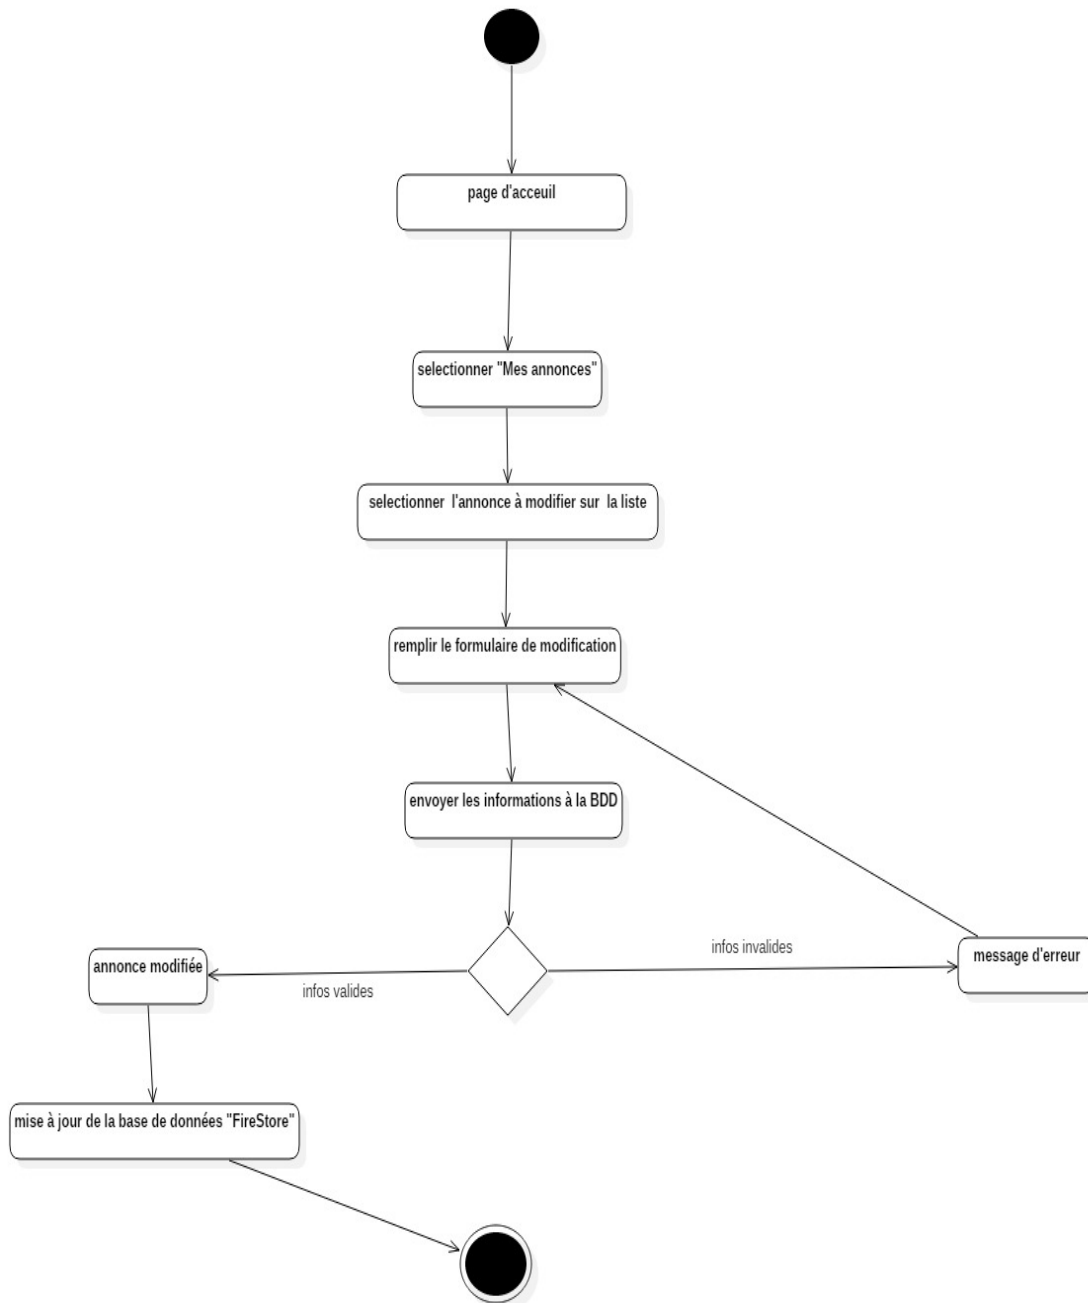 page d'acceuil
selectionner "Mes annonces"
selectionner  l'annonce à modifier sur  la liste
remplir le formulaire de modification
envoyer les informations à la BDD
infos invalides
message d'erreur
annonce modifiée
infos valides
mise à jour de la base de données "FireStore"